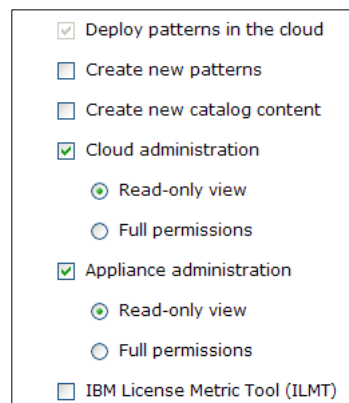 Deploy patterns in the cloud
Create new patterns
Create new catalog content
Cloud administration
Read-only view
Full permissions
Appliance administration
Read-only view
Full permissions
IBM License Metric Tool (ILMT)